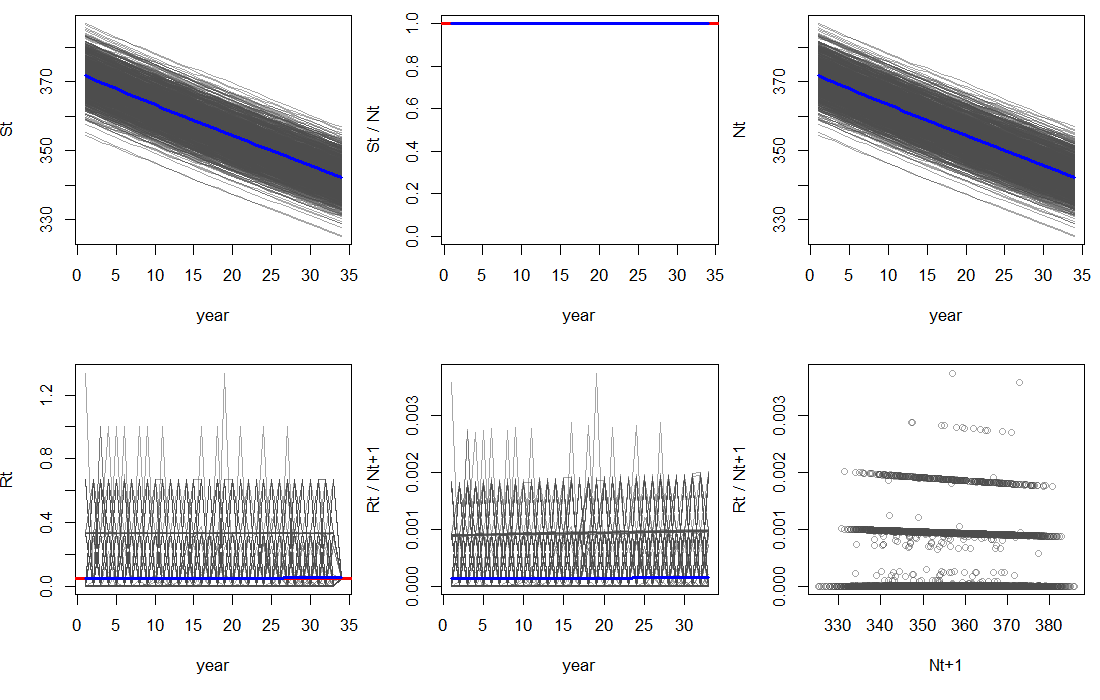 St
330 350 370
0 5 10 15 20 25 30 35
year
St / Nt
0.0 0.2 0.4 0.6 0.8 1.0
0 5 10 15 20 25 30 35
year
Nt
330 350 370
0 5 10 15 20 25 30 35
year
Rt
0.0 0.4 0.8 1.2
0 5 10 15 20 25 30 35
year
Rt / Nt+1
0.000 0.001 0.002 0.003
0 5 10 15 20 25 30
year
Rt / Nt+1
0.000 0.001 0.002 0.003
330 340 350 360 370 380
Nt+1